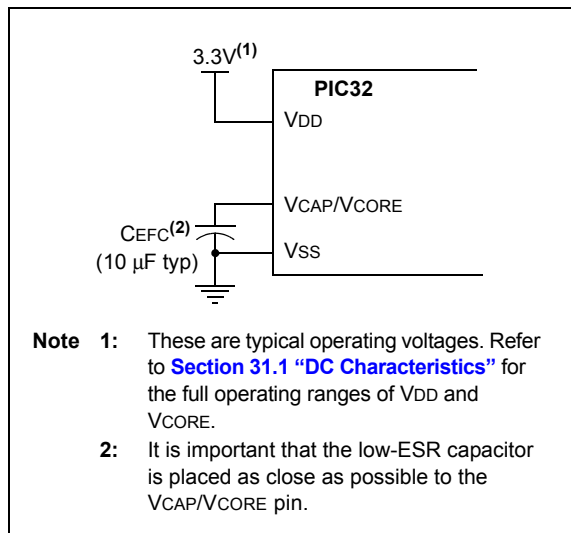 3.3V(1)
PIC32
VDD
VCAP/VCORE
CEFC(2)
(10 μF typ)
VSS
Note 1: These are typical operating voltages. Refer
to Section 31.1 “DC Characteristics” for
the full operating ranges of VDD and
VCORE.
2: It is important that the low-ESR capacitor
is placed as close as possible to the
VCAP/VCORE pin.